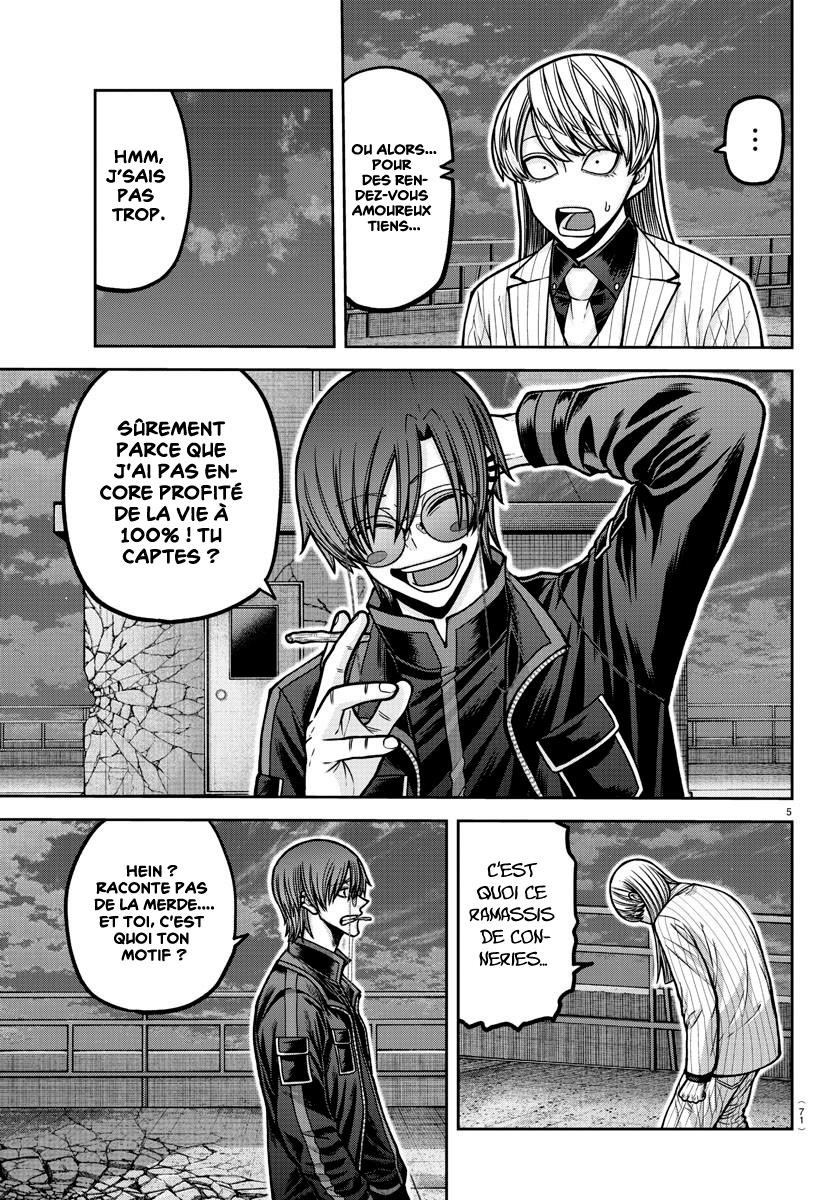 ...
OU ALORS...
POUR
DES REN-
DEZ-VOUS
AMOUREUX
TIENS...
HMM,
J'SAIS
PAS
TROP.
SÛREMENT
PARCE QUE
J'AI PAS EN-
CORE PROFITÉ
DE LA VIE À
100% ! TU
CAPTES ?
5
C'EST
QUOI CE
RAMASSIS
DE CON-
NERIES...
HEIN ?
RACONTE PAS
DE LA MERDE....
ET TOI, C'EST
QUOI TON
MOTIF ?
(71)